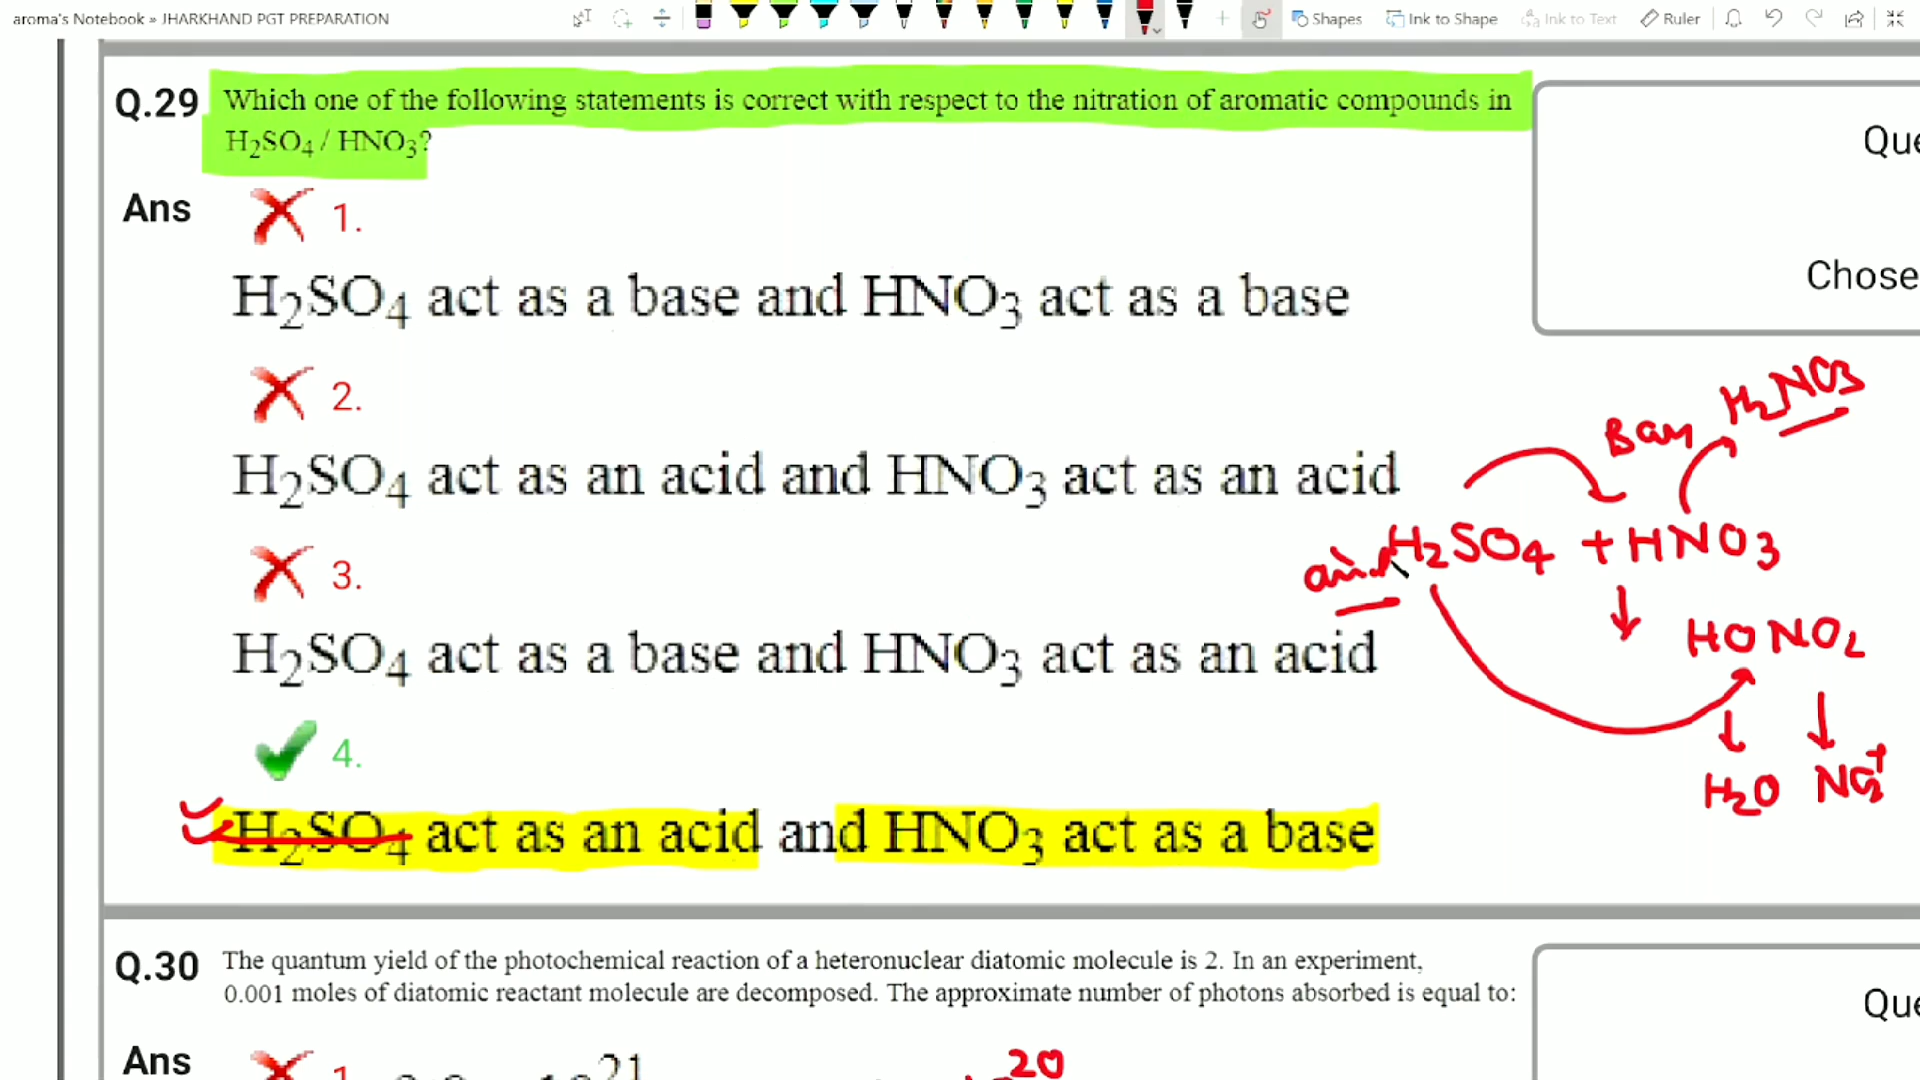 aroma's Notebook » JHARKHAND PGT PREPARATION
Shapes Ink to Shape Ink to Text Ruler
Q.29 Which one of the following statements is correct with respect to the nitration of aromatic compounds in
H2SO4 / HNO3?
Que
Chose
Ans 1.
H2SO4 act as a base and HNO3 act as a base
2.
H2SO4 act as an acid and HNO3 act as an acid
3.
H2SO4 act as a base and HNO3 act as an acid
4.
H2SO4 act as an acid and HNO3 act as a base
H2NO3
H2SO4 + HNO3
HONO2
H2O NO2+
Q.30 The quantum yield of the photochemical reaction of a heteronuclear diatomic molecule is 2. In an experiment,
0.001 moles of diatomic reactant molecule are decomposed. The approximate number of photons absorbed is equal to:
Que
Ans
21
20